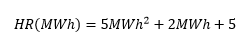 HR(MWh) = 5MWh² + 2MWh + 5